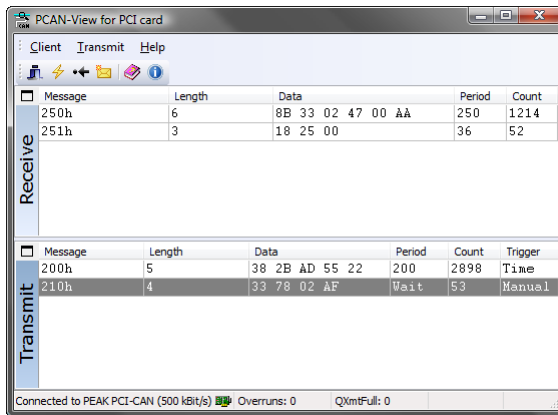 PCAN-View for PCI card
Client Transmit Help
Message Length Data Period Count
250h 6 8B 33 02 47 00 AA 250 1214
251h 3 18 25 00 36 52
Receive
Message Length Data Period Count Trigger
200h 5 38 2B AD 55 22 200 2898 Time
210h 4 33 78 02 AF Wait 53 Manual
Transmit
Connected to PEAK PCI-CAN (500 kBit/s) Overruns: 0 QXmtFull: 0